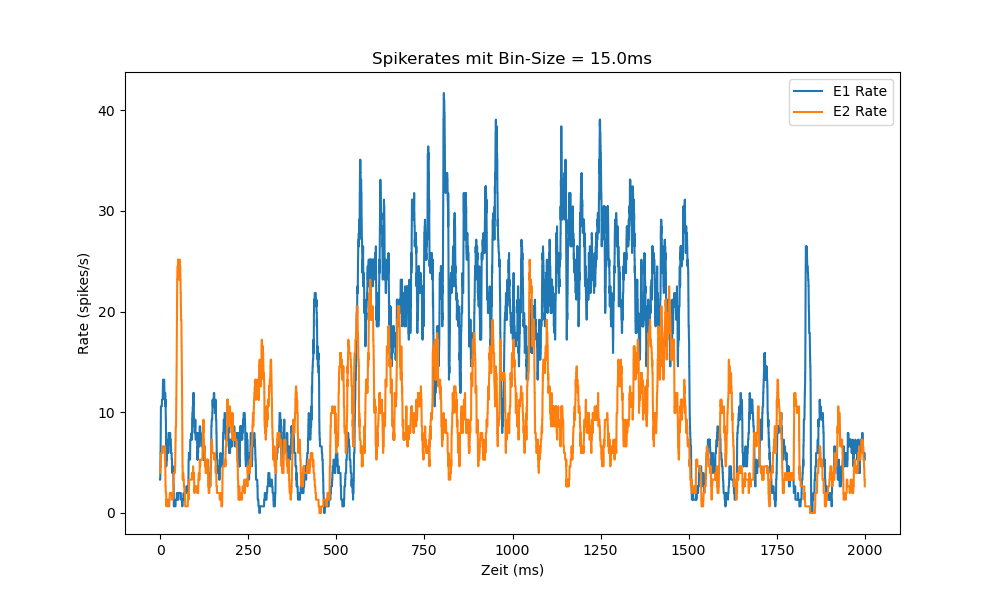 Spikerates mit Bin-Size = 15.0ms
E1 Rate
E2 Rate
Rate (spikes/s)
40
30
20
10
0
0 250 500 750 1000 1250 1500 1750 2000
Zeit (ms)